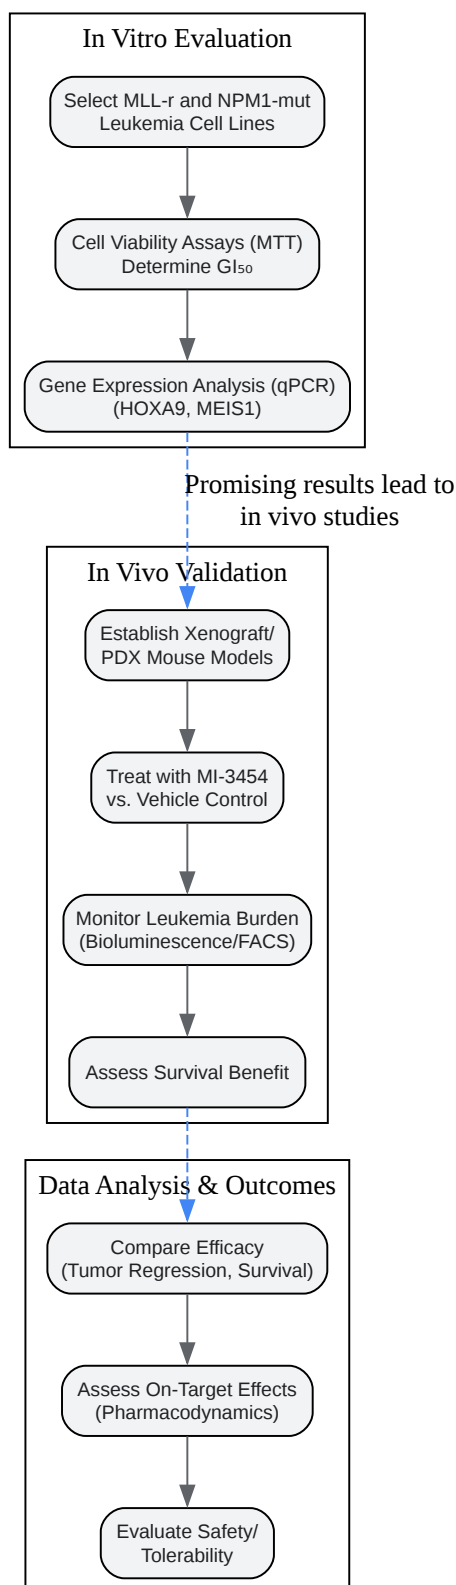 In Vitro Evaluation
Select MLL-r and NPM1-mut
Leukemia Cell Lines
Cell Viability Assays (MTT)
Determine GI₅₀
Gene Expression Analysis (qPCR)
(HOXA9, MEIS1)
Promising results lead to
in vivo studies
In Vivo Validation
Establish Xenograft/
PDX Mouse Models
Treat with MI-3454
vs. Vehicle Control
Monitor Leukemia Burden
(Bioluminescence/FACS)
Assess Survival Benefit
Data Analysis & Outcomes
Compare Efficacy
(Tumor Regression, Survival)
Assess On-Target Effects
(Pharmacodynamics)
Evaluate Safety/
Tolerability